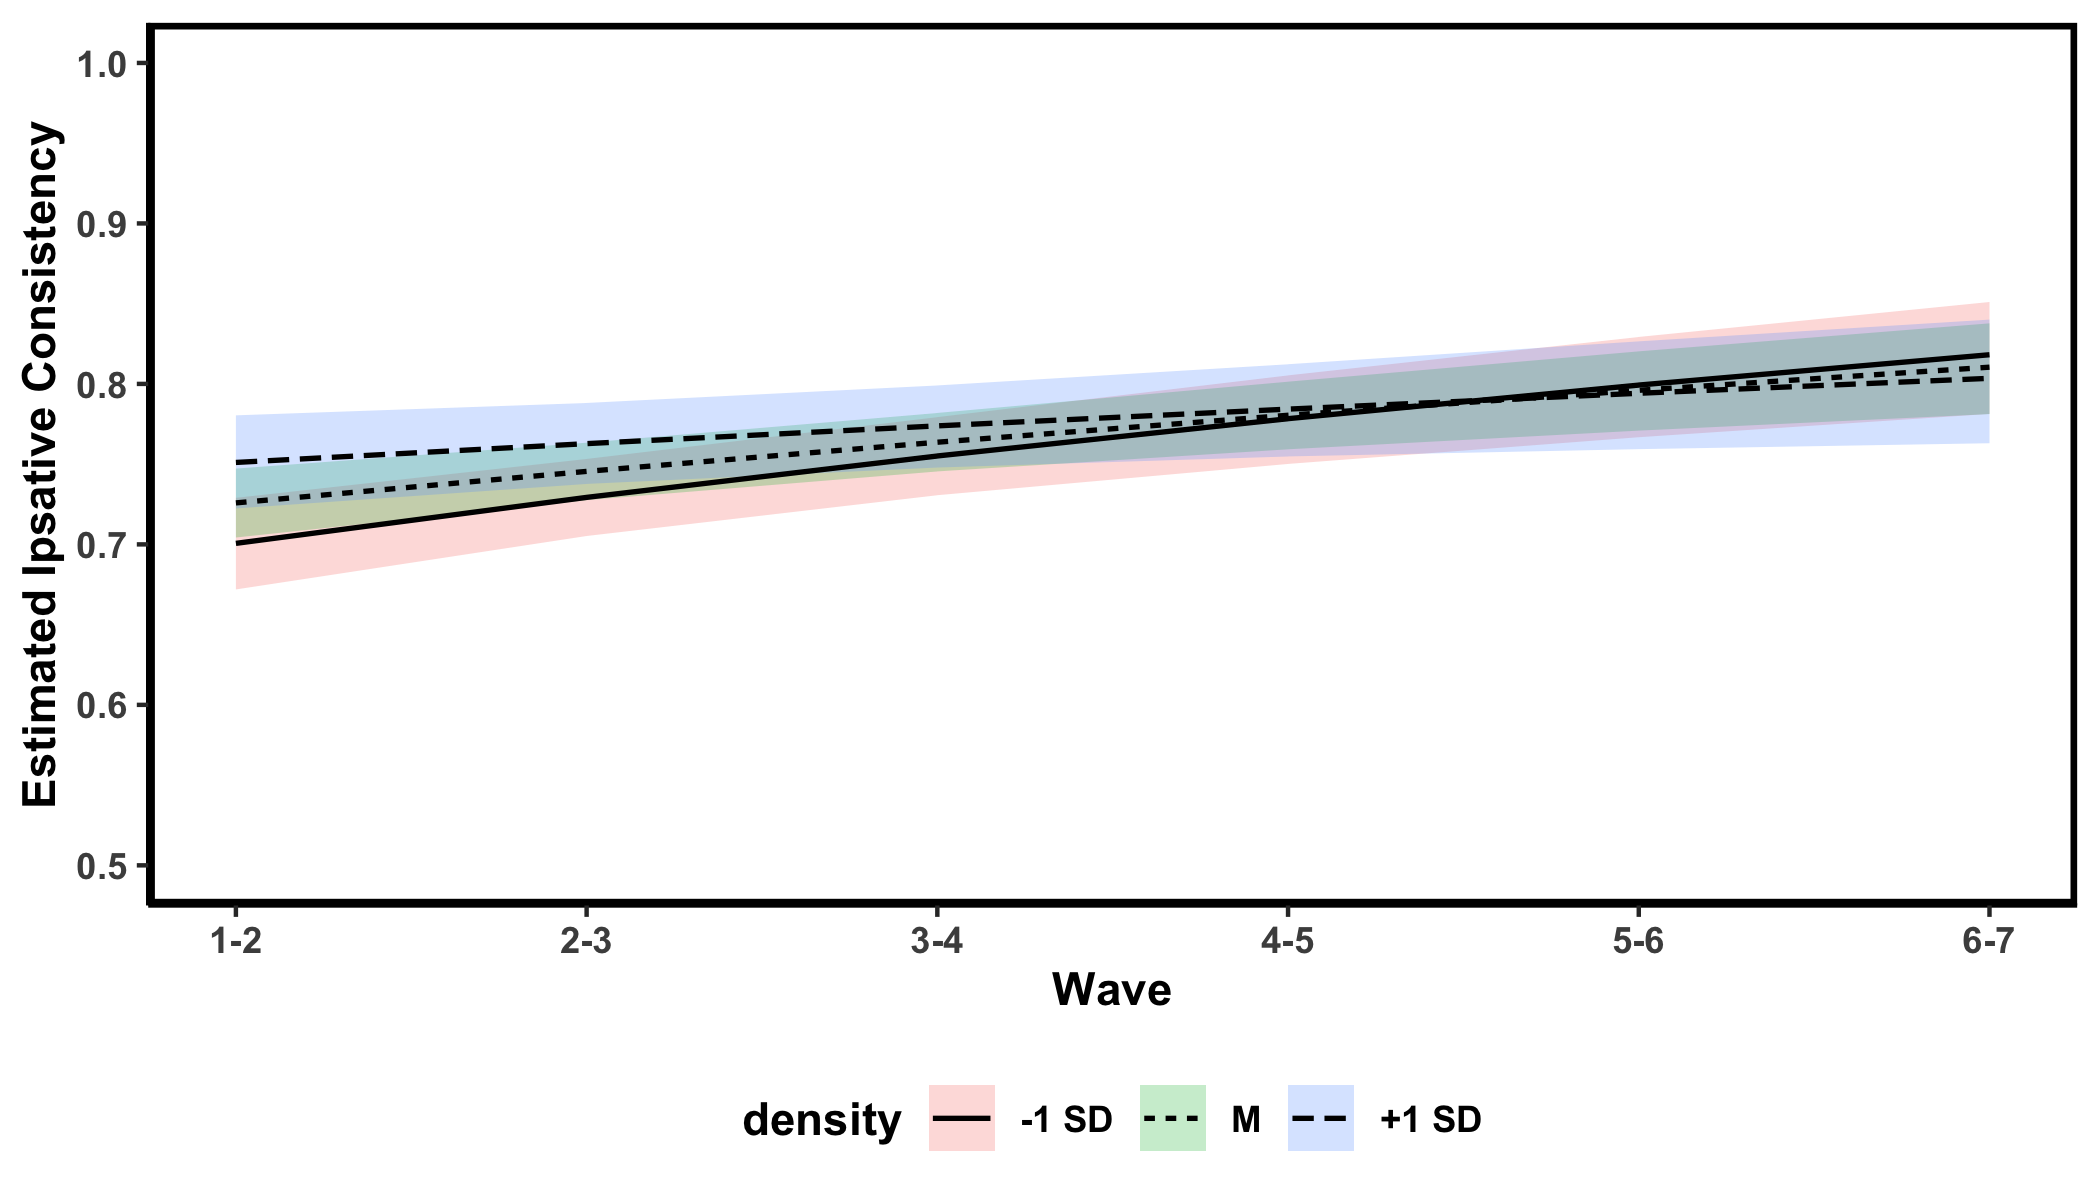 Estimated Ipsative Consistency
1.0
0.9
0.8
0.7
0.6
0.5
1-2 2-3 3-4 4-5 5-6 6-7
Wave
density -1 SD M +1 SD